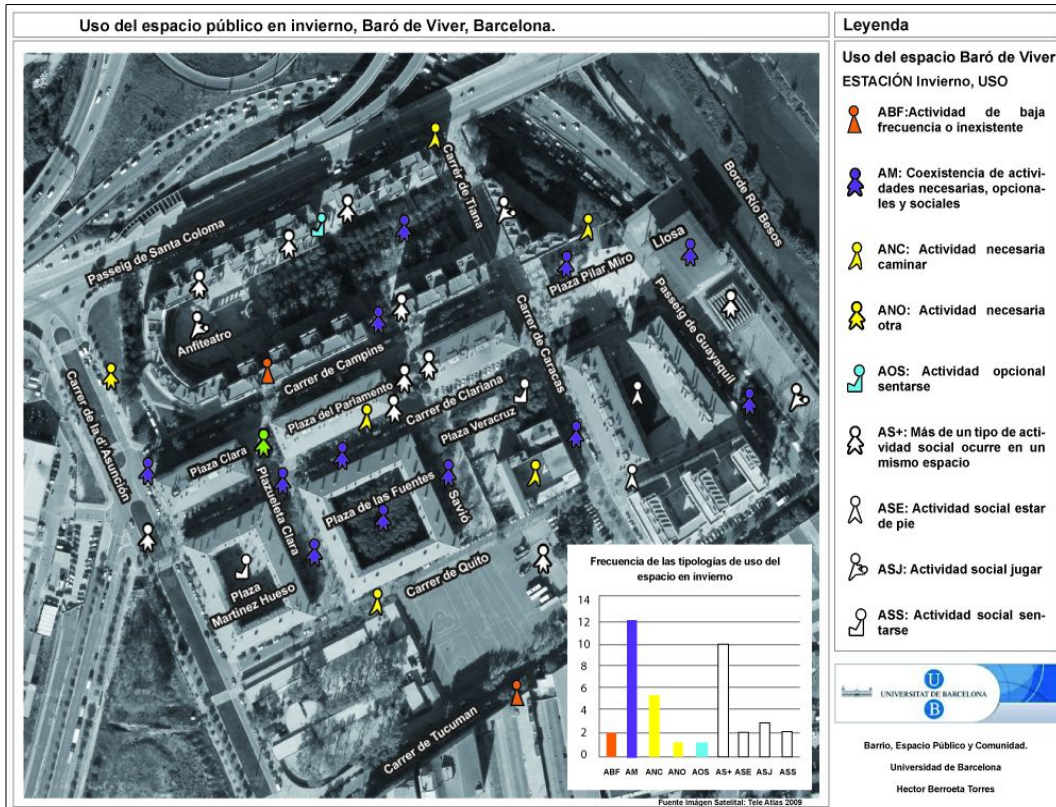 Uso del espacio público en invierno, Baró de Viver, Barcelona.
Passeig de Santa Coloma
Carrer de Tiana
Borde Río Besos
Llosa
Plaza Pilar Miro
Passeig de Guayaquil
Anfiteatro
Carrer de Campins
Carrer de Caracas
Plaza del Parlamento
Carrer de Clariana
Plaza Veracruz
Carrer de la d'Asunción
Plaza Clara
Plazueleta Clara
Plaza de las Fuentes
Savió
Plaza
Martinez Hueso
Carrer de Quito
Carrer de Tucuman
Frecuencia de las tipologías de uso del
espacio en invierno
14
12
10
8
6
4
2
0
ABF AM ANC ANO AOS AS+ ASE ASJ ASS
Fuente Imágen Satelital: Tele Atlas 2009
Leyenda
Uso del espacio Baró de Viver
ESTACIÓN Invierno, USO
ABF:Actividad de baja
frecuencia o inexistente
AM: Coexistencia de activi-
dades necesarias, opciona-
les y sociales
ANC: Actividad necesaria
caminar
ANO: Actividad necesaria
otra
AOS: Actividad opcional
sentarse
AS+: Más de un tipo de acti-
vidad social ocurre en un
mismo espacio
ASE: Actividad social estar
de pie
ASJ: Actividad social jugar
ASS: Actividad social sen-
tarse
UNIVERSITAT DE BARCELONA
U
B
Barrio, Espacio Público y Comunidad.
Universidad de Barcelona
Hector Berroeta Torres